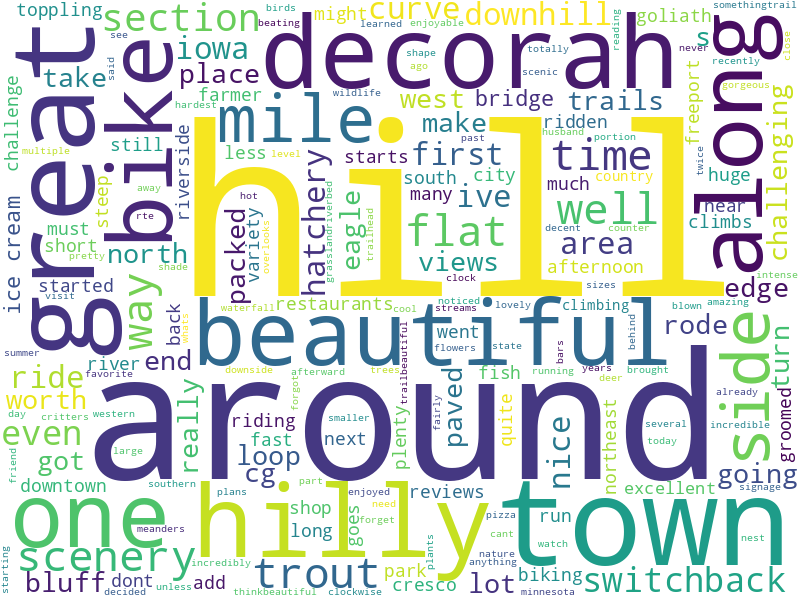 toppling
section
iowa
take
place
farmer
hardest
still
challenge
multiple
steep
riverside
must
short
north
started
pretty
visit
ice cream
great
bike
way
decorah
birds
beating
might
learned
enjoyable
curve
downhill
shape
ago
totally
reading
scenic
see
said
wildlife
goliath
s
somethingtrail
recently
never
gorgeous
close
mile
west
bridge
trails
less
make
ridden
freeport
hatchery
starts
first
time
husband
portion
past
level
south
city
country
twice
many
ive
much
well
huge
near
climbs
challenging
along
away
hot
rte
shade
packed
variety
overlooks
eagle
grasslandriverbed
trailhead
flat
views
area
afternoon
decent
counter
clock
sizes
edge
intense
hill
waterfall
restaurants
cool
noticed
streams
lovely
climbing
blown
amazing
beautiful
back
whats
summer
favorite
river
end
downside
afterward
trees
trailbeautiful
went
flowers
state
behind
rode
bars
years
brought
deer
running
fish
turn
already
incredible
groomed
ride
worth
day
critters
western
even
got
really
riding
fast
forgot
around
plenty
smaller
fairly
paved
quite
nice
northeast
several
today
side
going
friend
large
downtown
southern
loop
next
cg
plans
part
reviews
enjoyed
need
goes
forget
excellent
signage
one
meanders
hilly
shop
long
incredibly
pizza
cant
run
town
scenery
trout
park
plants
nature
anything
watch
nest
biking
starting
bluff
dont
decided
unless
add
thinkbeautiful
clockwise
cresco
lot
minnesota
switchback